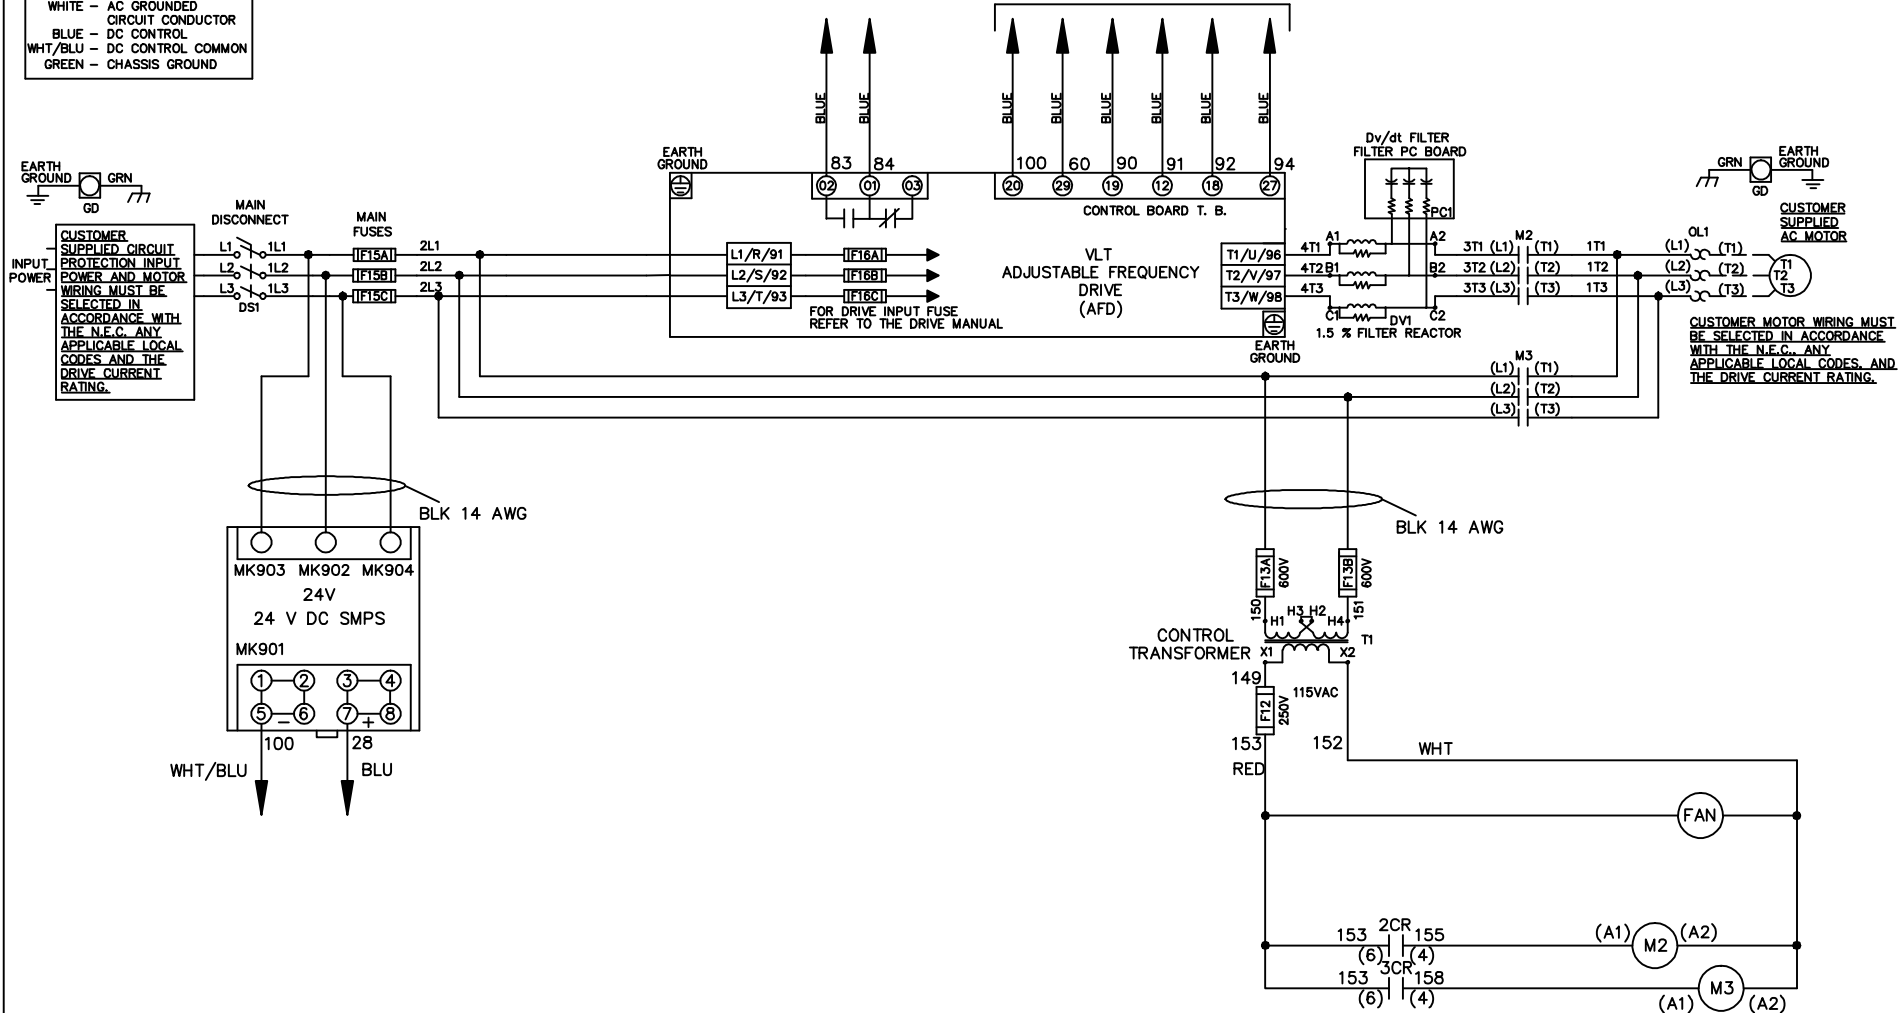 WHITE – AC GROUNDED
CIRCUIT CONDUCTOR
BLUE – DC CONTROL
WHT/BLU – DC CONTROL COMMON
GREEN – CHASSIS GROUND
BLUE
BLUE
BLUE
BLUE
BLUE
BLUE
BLUE
BLUE
EARTH
GROUND
GRN
GD
MAIN
DISCONNECT
MAIN
FUSES
INPUT
POWER
CUSTOMER
SUPPLIED CIRCUIT
PROTECTION INPUT
POWER AND MOTOR
WIRING MUST BE
SELECTED IN
ACCORDANCE WITH
THE N.E.C. ANY
APPLICABLE LOCAL
CODES AND THE
DRIVE CURRENT
RATING.
L1 1L1
L2 1L2
L3 1L3
DS1
F15A
F15B
F15C
2L1
2L2
2L3
EARTH
GROUND
83 84
02 01 03
100 60 90 91 92 94
20 29 19 12 18 27
CONTROL BOARD T. B.
L1/R/91
L2/S/92
L3/T/93
F16A
F16B
F16C
FOR DRIVE INPUT FUSE
REFER TO THE DRIVE MANUAL
VLT
ADJUSTABLE FREQUENCY
DRIVE
(AFD)
T1/U/96
T2/V/97
T3/W/98
EARTH
GROUND
4T1
4T2
4T3
A1 A2
B1 B2
C1 C2
DV1
1.5 % FILTER REACTOR
Dv/dt FILTER
FILTER PC BOARD
PC1
M2
3T1 (L1) (T1) 1T1
3T2 (L2) (T2) 1T2
3T3 (L3) (T3) 1T3
OL1
(L1) (T1)
(L2) (T2)
(L3) (T3)
T1
T2
T3
GRN
EARTH
GROUND
GD
CUSTOMER
SUPPLIED
AC MOTOR
CUSTOMER MOTOR WIRING MUST
BE SELECTED IN ACCORDANCE
WITH THE N.E.C., ANY
APPLICABLE LOCAL CODES, AND
THE DRIVE CURRENT RATING.
M3
(L1) (T1)
(L2) (T2)
(L3) (T3)
BLK 14 AWG
MK903 MK902 MK904
24V
24 V DC SMPS
MK901
1 2 3 4
5 – 6 7 + 8
100 28
WHT/BLU BLU
BLK 14 AWG
F13A
600V
F13B
600V
150
151
H1 H3 H2 H4
CONTROL
TRANSFORMER
T1
X1 X2
149
115VAC
F12
250V
153 152
RED
WHT
FAN
2CR
153 155
(6) (4)
(A1) M2 (A2)
3CR
153 158
(6) (4)
(A1) M3 (A2)